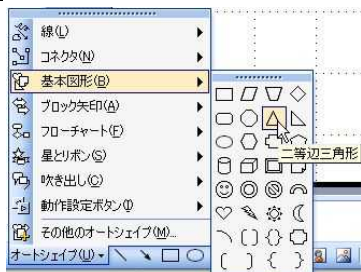 線(L)
コネクタ(N)
基本図形(B)
ブロック矢印(A)
フローチャート(F)
星とリボン(S)
吹き出し(C)
動作設定ボタン(I)
その他のオートシェイプ(M)...
オートシェイプ(U)
二等辺三角形